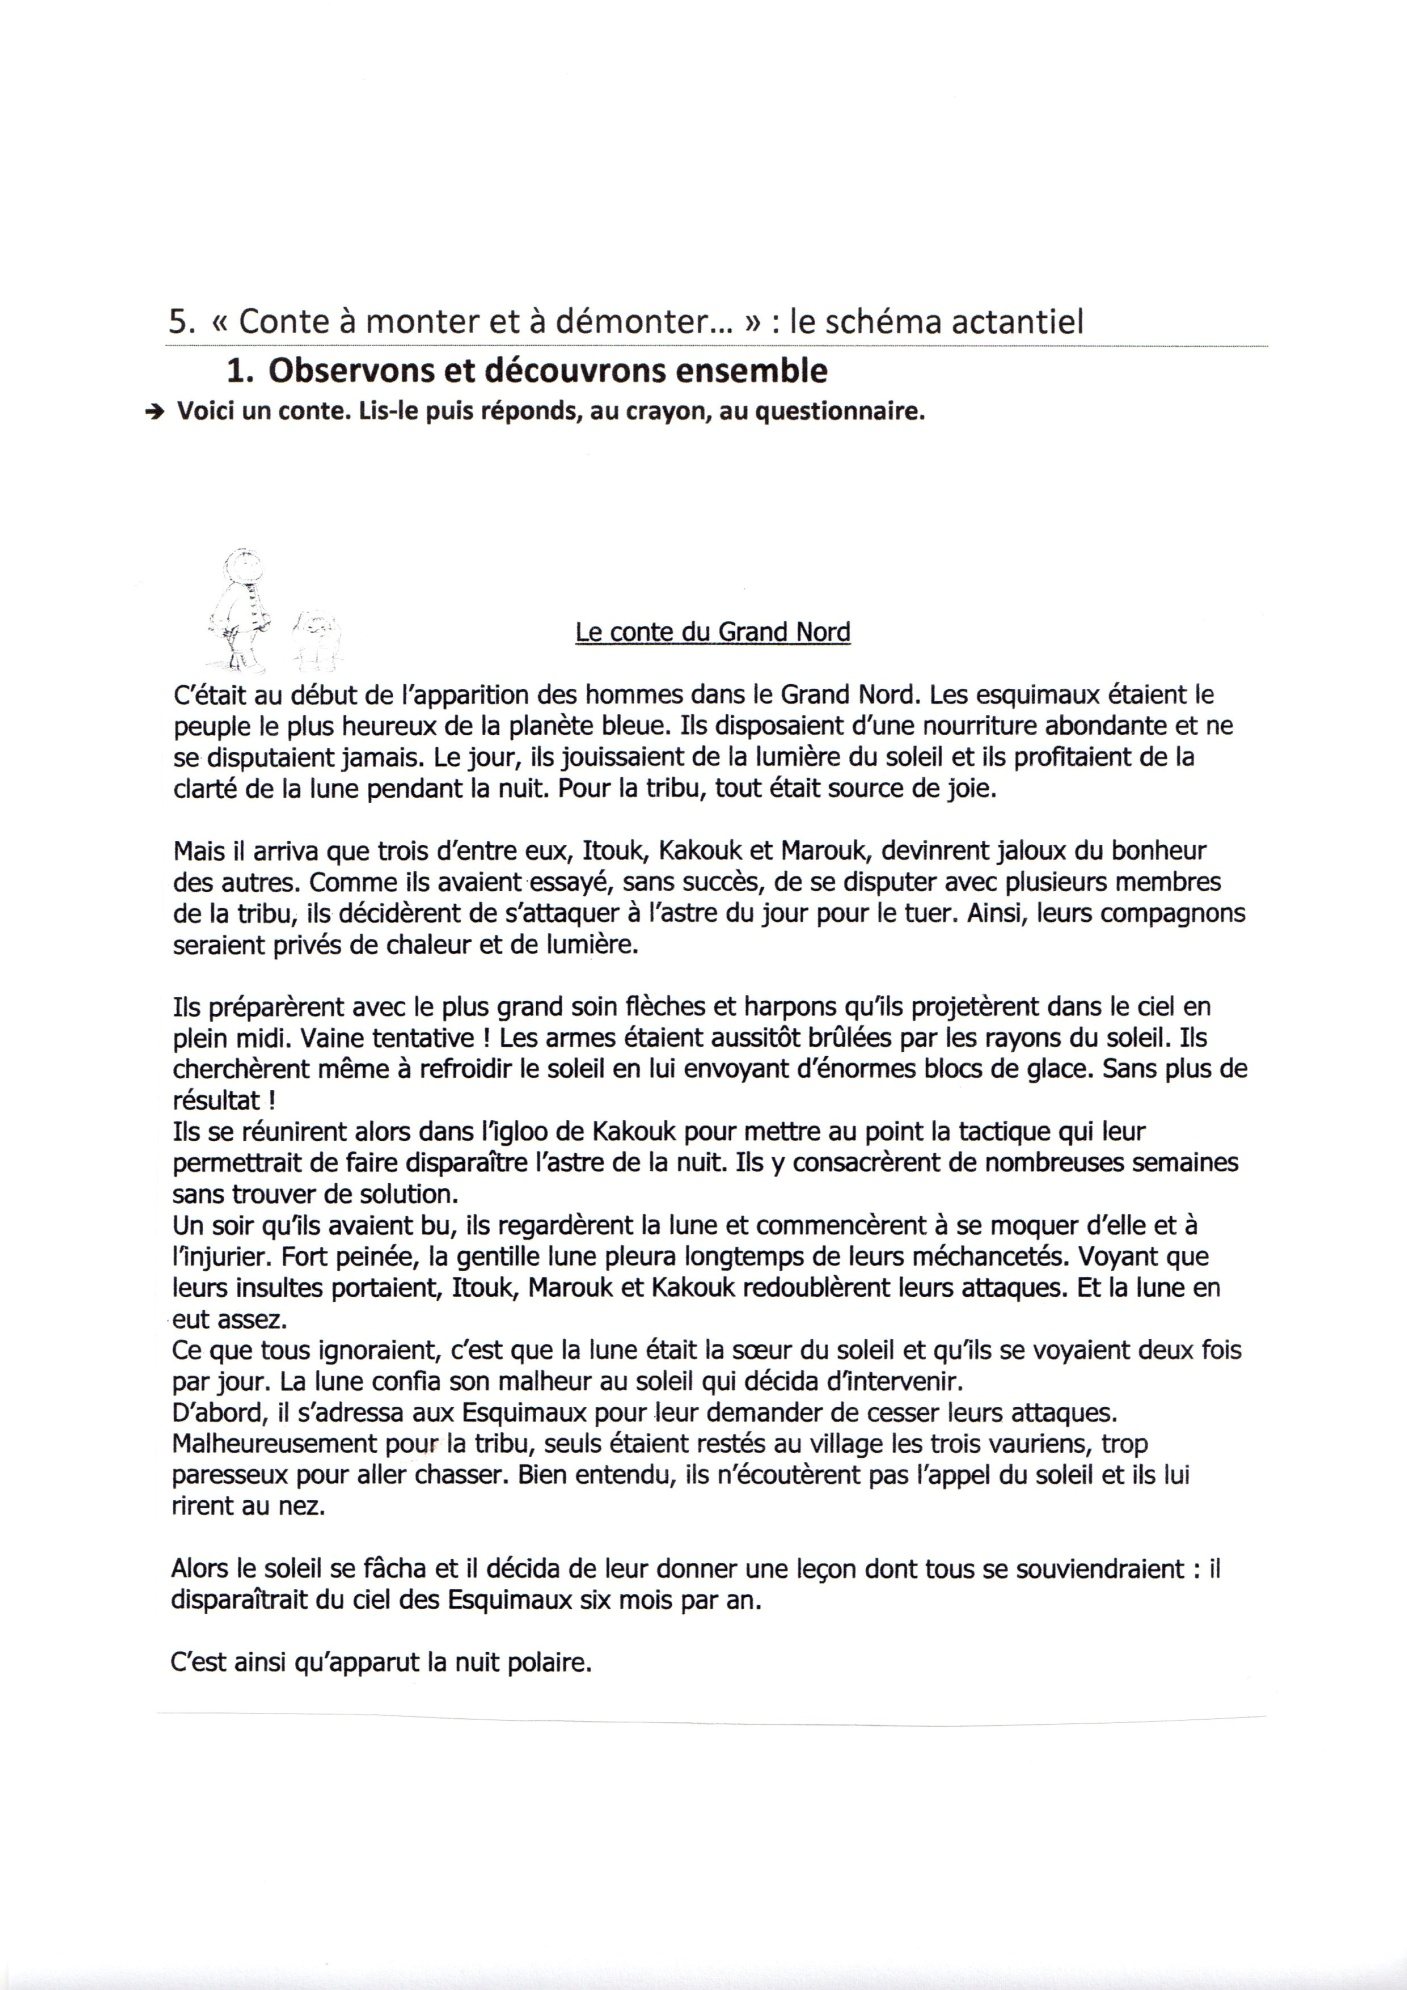 5. « Conte à monter et à démonter... » : le schéma actantiel
1. Observons et découvrons ensemble
➔ Voici un conte. Lis-le puis réponds, au crayon, au questionnaire.
Le conte du Grand Nord
C'était au début de l'apparition des hommes dans le Grand Nord. Les esquimaux étaient le
peuple le plus heureux de la planète bleue. Ils disposaient d'une nourriture abondante et ne
se disputaient jamais. Le jour, ils jouissaient de la lumière du soleil et ils profitaient de la
clarté de la lune pendant la nuit. Pour la tribu, tout était source de joie.
Mais il arriva que trois d'entre eux, Itouk, Kakouk et Marouk, devinrent jaloux du bonheur
des autres. Comme ils avaient essayé, sans succès, de se disputer avec plusieurs membres
de la tribu, ils décidèrent de s'attaquer à l'astre du jour pour le tuer. Ainsi, leurs compagnons
seraient privés de chaleur et de lumière.
Ils préparèrent avec le plus grand soin flèches et harpons qu'ils projetèrent dans le ciel en
plein midi. Vaine tentative ! Les armes étaient aussitôt brûlées par les rayons du soleil. Ils
cherchèrent même à refroidir le soleil en lui envoyant d'énormes blocs de glace. Sans plus de
résultat !
Ils se réunirent alors dans l'igloo de Kakouk pour mettre au point la tactique qui leur
permettrait de faire disparaître l'astre de la nuit. Ils y consacrèrent de nombreuses semaines
sans trouver de solution.
Un soir qu'ils avaient bu, ils regardèrent la lune et commencèrent à se moquer d'elle et à
l'injurier. Fort peinée, la gentille lune pleura longtemps de leurs méchancetés. Voyant que
leurs insultes portaient, Itouk, Marouk et Kakouk redoublèrent leurs attaques. Et la lune en
eut assez.
Ce que tous ignoraient, c'est que la lune était la sœur du soleil et qu'ils se voyaient deux fois
par jour. La lune confia son malheur au soleil qui décida d'intervenir.
D'abord, il s'adressa aux Esquimaux pour leur demander de cesser leurs attaques.
Malheureusement pour la tribu, seuls étaient restés au village les trois vauriens, trop
paresseux pour aller chasser. Bien entendu, ils n'écoutèrent pas l'appel du soleil et ils lui
rirent au nez.
Alors le soleil se fâcha et il décida de leur donner une leçon dont tous se souviendraient : il
disparaîtrait du ciel des Esquimaux six mois par an.
C'est ainsi qu'apparut la nuit polaire.